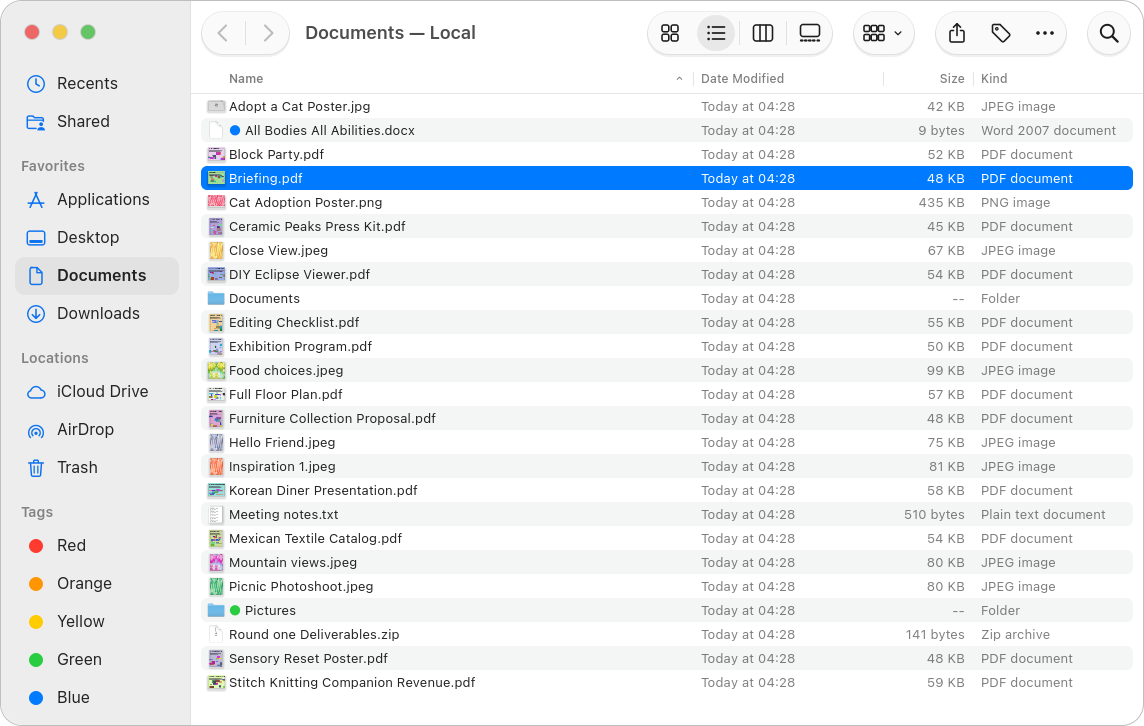 Documents — Local
Recents
Shared
Favorites
Applications
Desktop
Documents
Downloads
Locations
iCloud Drive
AirDrop
Trash
Tags
Red
Orange
Yellow
Green
Blue
Name Date Modified Size Kind
Adopt a Cat Poster.jpg Today at 04:28 42 KB JPEG image
All Bodies All Abilities.docx Today at 04:28 9 bytes Word 2007 document
Block Party.pdf Today at 04:28 52 KB PDF document
Briefing.pdf Today at 04:28 48 KB PDF document
Cat Adoption Poster.png Today at 04:28 435 KB PNG image
Ceramic Peaks Press Kit.pdf Today at 04:28 45 KB PDF document
Close View.jpeg Today at 04:28 67 KB JPEG image
DIY Eclipse Viewer.pdf Today at 04:28 54 KB PDF document
Documents Today at 04:28 -- Folder
Editing Checklist.pdf Today at 04:28 55 KB PDF document
Exhibition Program.pdf Today at 04:28 50 KB PDF document
Food choices.jpeg Today at 04:28 99 KB JPEG image
Full Floor Plan.pdf Today at 04:28 57 KB PDF document
Furniture Collection Proposal.pdf Today at 04:28 48 KB PDF document
Hello Friend.jpeg Today at 04:28 75 KB JPEG image
Inspiration 1.jpeg Today at 04:28 81 KB JPEG image
Korean Diner Presentation.pdf Today at 04:28 58 KB PDF document
Meeting notes.txt Today at 04:28 510 bytes Plain text document
Mexican Textile Catalog.pdf Today at 04:28 54 KB PDF document
Mountain views.jpeg Today at 04:28 80 KB JPEG image
Picnic Photoshoot.jpeg Today at 04:28 80 KB JPEG image
Pictures Today at 04:28 -- Folder
Round one Deliverables.zip Today at 04:28 141 bytes Zip archive
Sensory Reset Poster.pdf Today at 04:28 48 KB PDF document
Stitch Knitting Companion Revenue.pdf Today at 04:28 59 KB PDF document